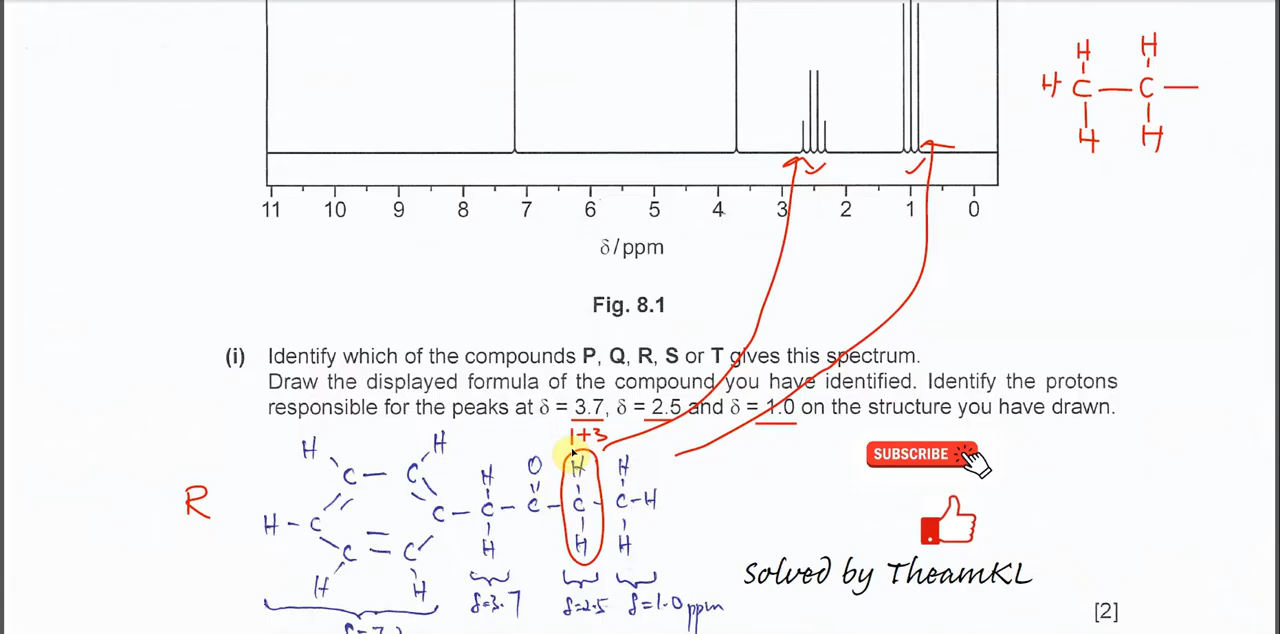 H H
H C — C —
H H
11 10 9 8 7 6 5 4 3 2 1 0
δ/ppm
Fig. 8.1
(i) Identify which of the compounds P, Q, R, S or T gives this spectrum.
Draw the displayed formula of the compound you have identified. Identify the protons
responsible for the peaks at δ = 3.7, δ = 2.5 and δ = 1.0 on the structure you have drawn.
1+3
SUBSCRIBE
H H
H O H H
C — C
R
H – C C – C – C – C – C–H
C = C
H H H
H H
δ=3.7 δ=2.5 δ=1.0 ppm
Solved by TheamKL
[2]